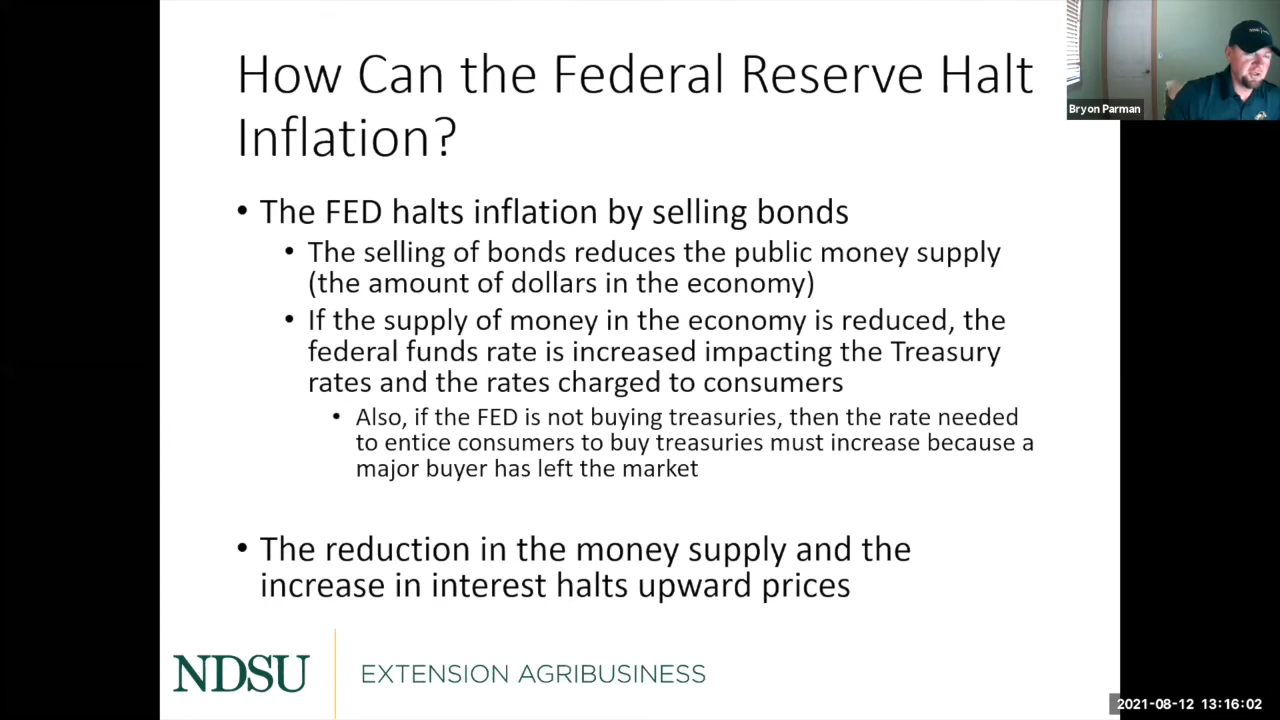 How Can the Federal Reserve Halt
Inflation?
• The FED halts inflation by selling bonds
• The selling of bonds reduces the public money supply
(the amount of dollars in the economy)
• If the supply of money in the economy is reduced, the
federal funds rate is increased impacting the Treasury
rates and the rates charged to consumers
• Also, if the FED is not buying treasuries, then the rate needed
to entice consumers to buy treasuries must increase because a
major buyer has left the market
• The reduction in the money supply and the
increase in interest halts upward prices
NDSU EXTENSION AGRIBUSINESS
Bryon Parman
2021-08-12 13:16:02